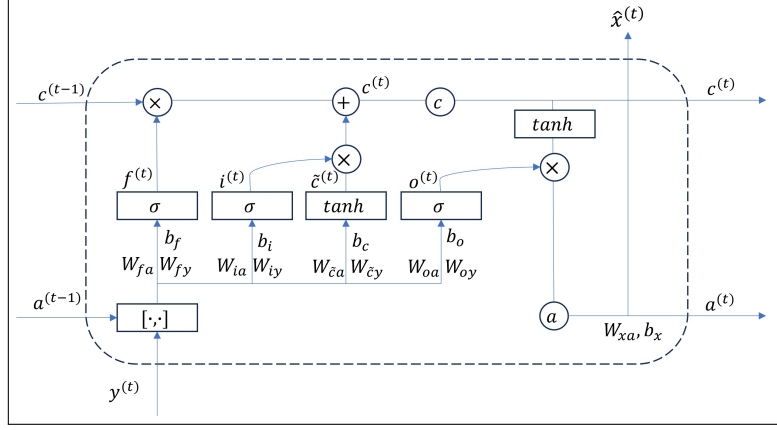 x̂^(t)
c^(t−1) × + c^(t) c c^(t)
tanh
f^(t) i^(t) × c̃^(t) o^(t) ×
σ σ tanh σ
b_f b_i b_c b_o
W_fa W_fy W_ia W_iy W_c̃a W_c̃y W_oa W_oy
a^(t−1) [·,·] a a^(t)
W_xa, b_x
y^(t)